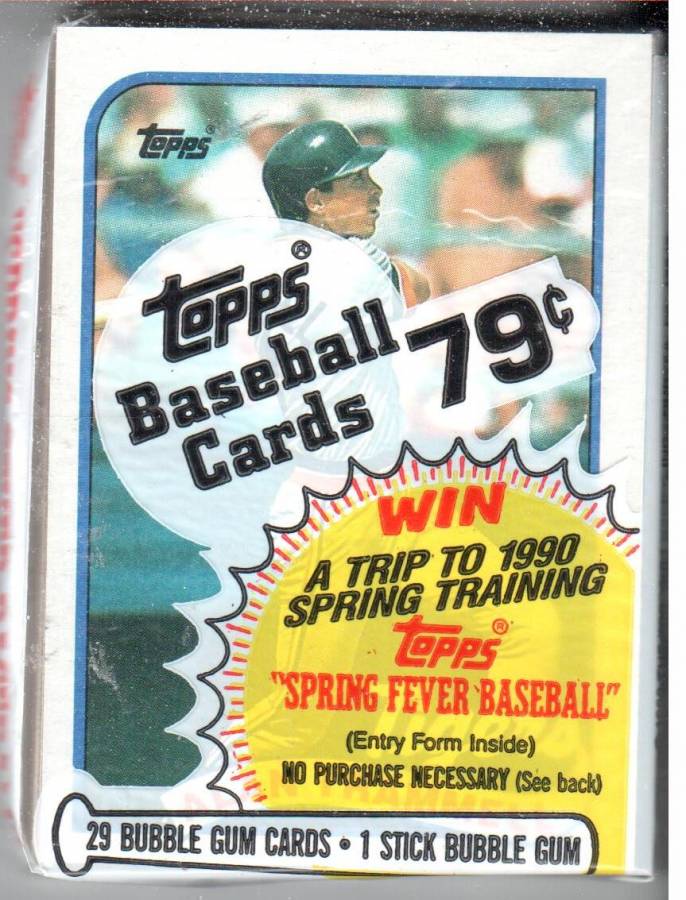 Topps®
Topps®
Baseball
Cards
79¢
WIN
A TRIP TO 1990
SPRING TRAINING
Topps®
"SPRING FEVER BASEBALL"
(Entry Form Inside)
NO PURCHASE NECESSARY (See back)
29 BUBBLE GUM CARDS • 1 STICK BUBBLE GUM